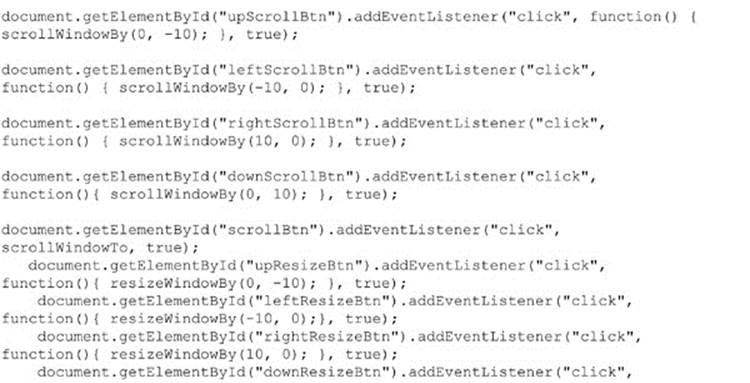 document.getElementById("upScrollBtn").addEventListener("click", function() {
scrollWindowBy(0, -10); }, true);
document.getElementById("leftScrollBtn").addEventListener("click",
function() { scrollWindowBy(-10, 0); }, true);
document.getElementById("rightScrollBtn").addEventListener("click",
function() { scrollWindowBy(10, 0); }, true);
document.getElementById("downScrollBtn").addEventListener("click",
function(){ scrollWindowBy(0, 10); }, true);
document.getElementById("scrollBtn").addEventListener("click",
scrollWindowTo, true);
document.getElementById("upResizeBtn").addEventListener("click",
function(){ resizeWindowBy(0, -10); }, true);
document.getElementById("leftResizeBtn").addEventListener("click",
function(){ resizeWindowBy(-10, 0);}, true);
document.getElementById("rightResizeBtn").addEventListener("click",
function(){ resizeWindowBy(10, 0); }, true);
document.getElementById("downResizeBtn").addEventListener("click",